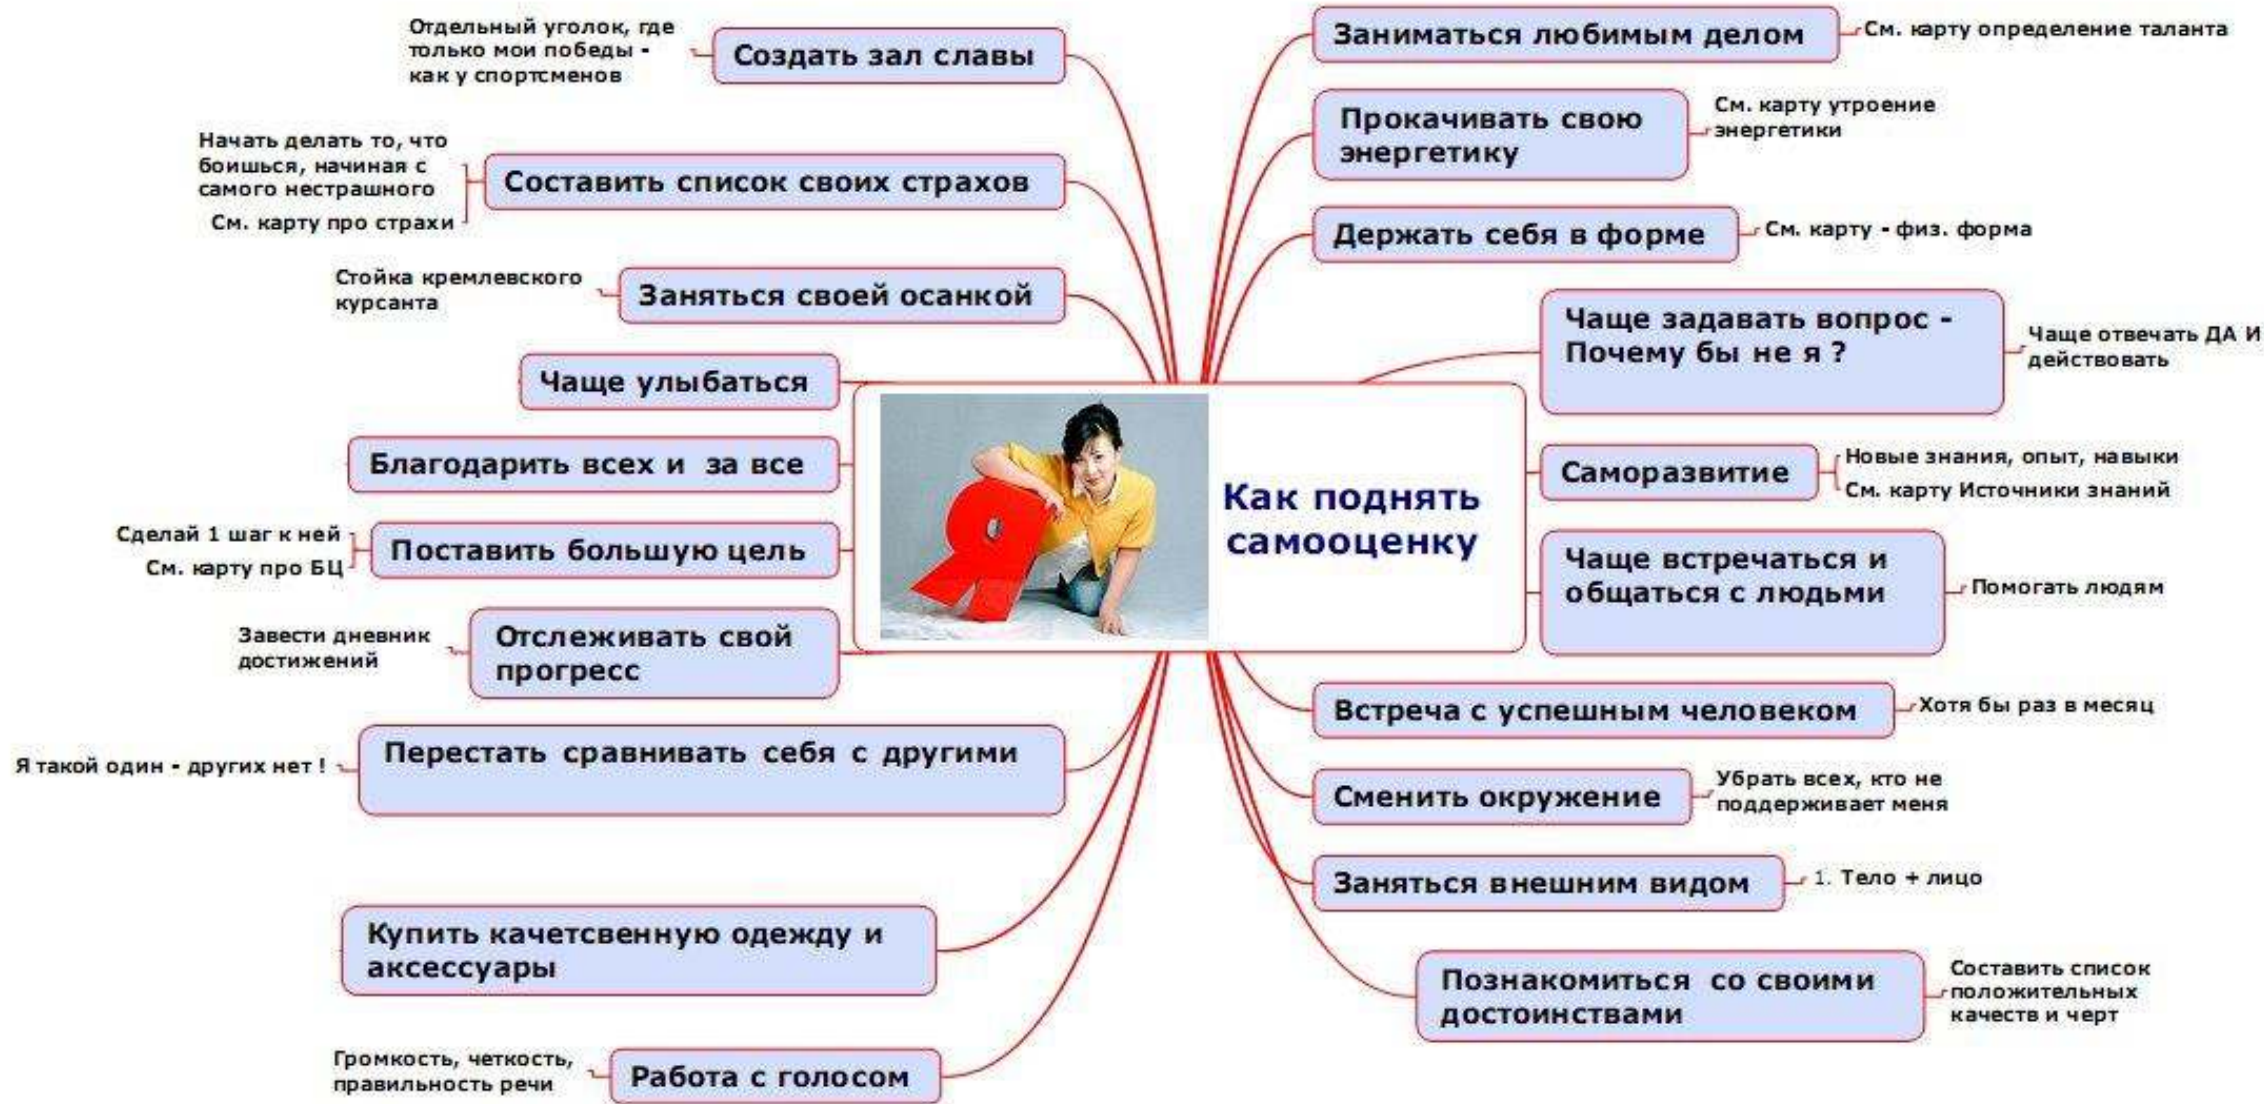 Как поднять
самооценку
Заниматься любимым делом
См. карту определение таланта
Прокачивать свою
энергетику
См. карту утроение
энергетики
Держать себя в форме
См. карту - физ. форма
Чаще задавать вопрос -
Почему бы не я ?
Чаще отвечать ДА И
действовать
Саморазвитие
Новые знания, опыт, навыки
См. карту Источники знаний
Чаще встречаться и
общаться с людьми
Помогать людям
Встреча с успешным человеком
Хотя бы раз в месяц
Сменить окружение
Убрать всех, кто не
поддерживает меня
Заняться внешним видом
1. Тело + лицо
Познакомиться со своими
достоинствами
Составить список
положительных
качеств и черт
Создать зал славы
Отдельный уголок, где
только мои победы -
как у спортсменов
Составить список своих страхов
Начать делать то, что
боишься, начиная с
самого нестрашного
См. карту про страхи
Заняться своей осанкой
Стойка кремлевского
курсанта
Чаще улыбаться
Благодарить всех и за все
Поставить большую цель
Сделай 1 шаг к ней
См. карту про БЦ
Отслеживать свой
прогресс
Завести дневник
достижений
Перестать сравнивать себя с другими
Я такой один - других нет !
Купить качетсвенную одежду и
аксессуары
Работа с голосом
Громкость, четкость,
правильность речи
Я